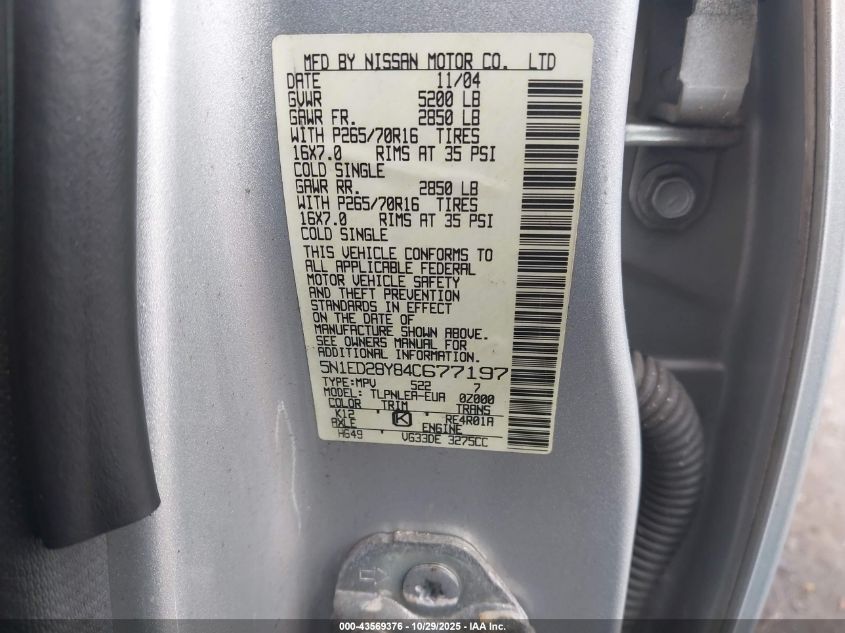 MFD BY NISSAN MOTOR CO. LTD
DATE 11/04
GVWR 5200 LB
GAWR FR. 2850 LB
WITH P265/70R16 TIRES
16X7.0 RIMS AT 35 PSI
COLD SINGLE
GAWR RR. 2850 LB
WITH P265/70R16 TIRES
16X7.0 RIMS AT 35 PSI
COLD SINGLE
THIS VEHICLE CONFORMS TO
ALL APPLICABLE FEDERAL
MOTOR VEHICLE SAFETY
AND THEFT PREVENTION
STANDARDS IN EFFECT
ON THE DATE OF
MANUFACTURE SHOWN ABOVE.
SEE OWNERS MANUAL FOR
ADDITIONAL INFORMATION
5N1ED28Y84C677197
TYPE:MPV 522 7
MODEL: TLPNLEA-EUA 0Z000
COLOR TRIM TRANS
K12 K RE4R01A
AXLE ENGINE
HG49 VG33DE 3275CC
000-43569376 | 10/29/2025 - IAA Inc.